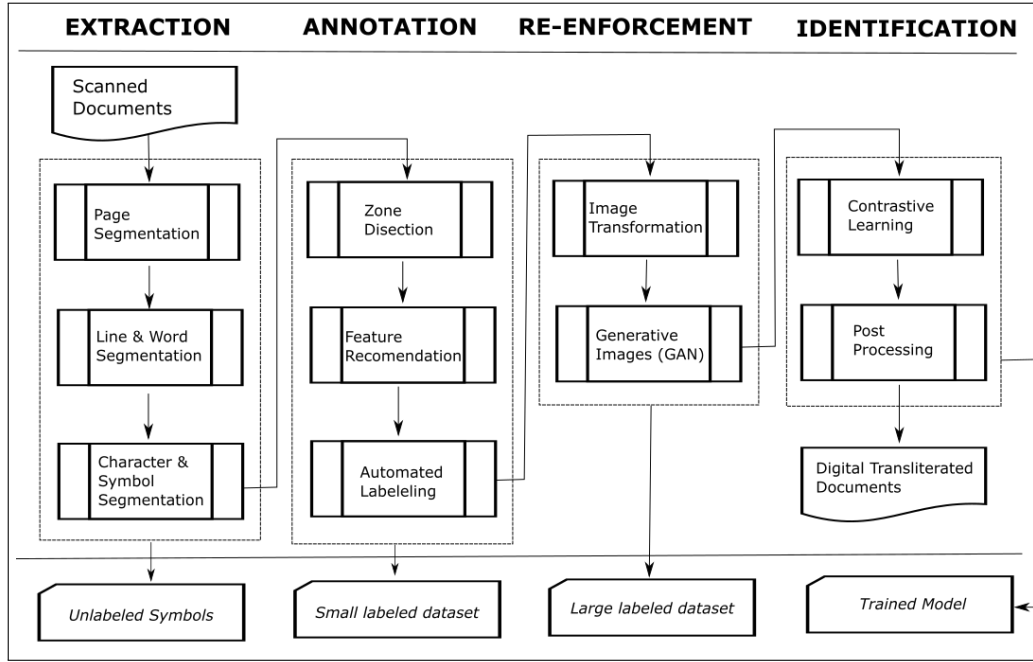 EXTRACTION
ANNOTATION
RE-ENFORCEMENT
IDENTIFICATION
Scanned
Documents
Page
Segmentation
Line & Word
Segmentation
Character &
Symbol
Segmentation
Zone
Disection
Feature
Recomendation
Automated
Labeleling
Image
Transformation
Generative
Images (GAN)
Contrastive
Learning
Post
Processing
Digital Transliterated
Documents
Unlabeled Symbols
Small labeled dataset
Large labeled dataset
Trained Model